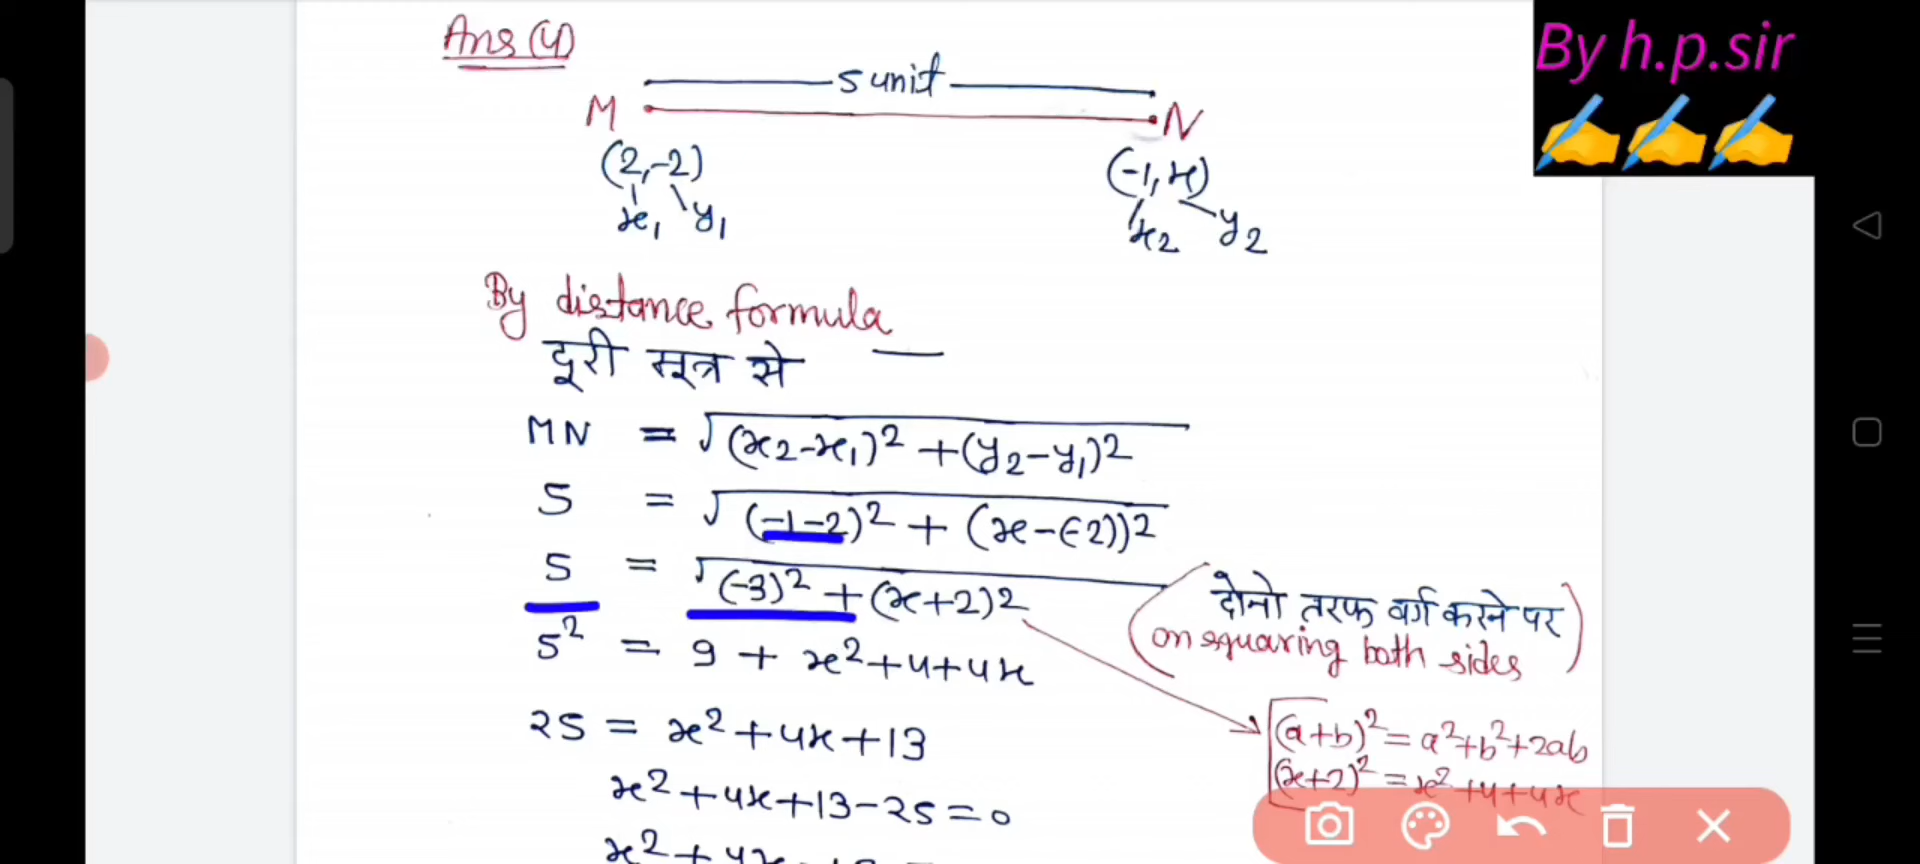 Ans (4)
By h.p.sir
5 unit
M N
(2,-2) (-1,x)
x₁ y₁ x₂ y₂
By distance formula —
दूरी सूत्र से
MN = √(x₂-x₁)² + (y₂-y₁)²
5 = √(-1-2)² + (x-(-2))²
5 = √(-3)² + (x+2)²
(दोनो तरफ वर्ग करने पर
on squaring both sides)
5² = 9 + x²+4+4x
25 = x²+4x+13
(a+b)² = a²+b²+2ab
(x+2)² = x²+4+4x
x²+4x+13-25=0
x²+4x